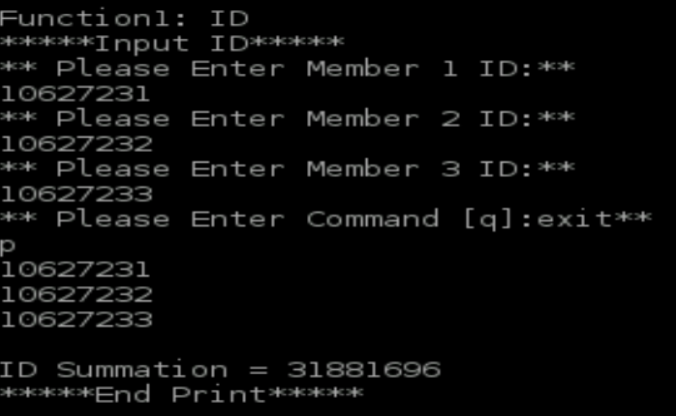 Function1: ID
*****Input ID*****
** Please Enter Member 1 ID:**
10627231
** Please Enter Member 2 ID:**
10627232
** Please Enter Member 3 ID:**
10627233
** Please Enter Command [q]:exit**
p
10627231
10627232
10627233
ID Summation = 31881696
*****End Print*****